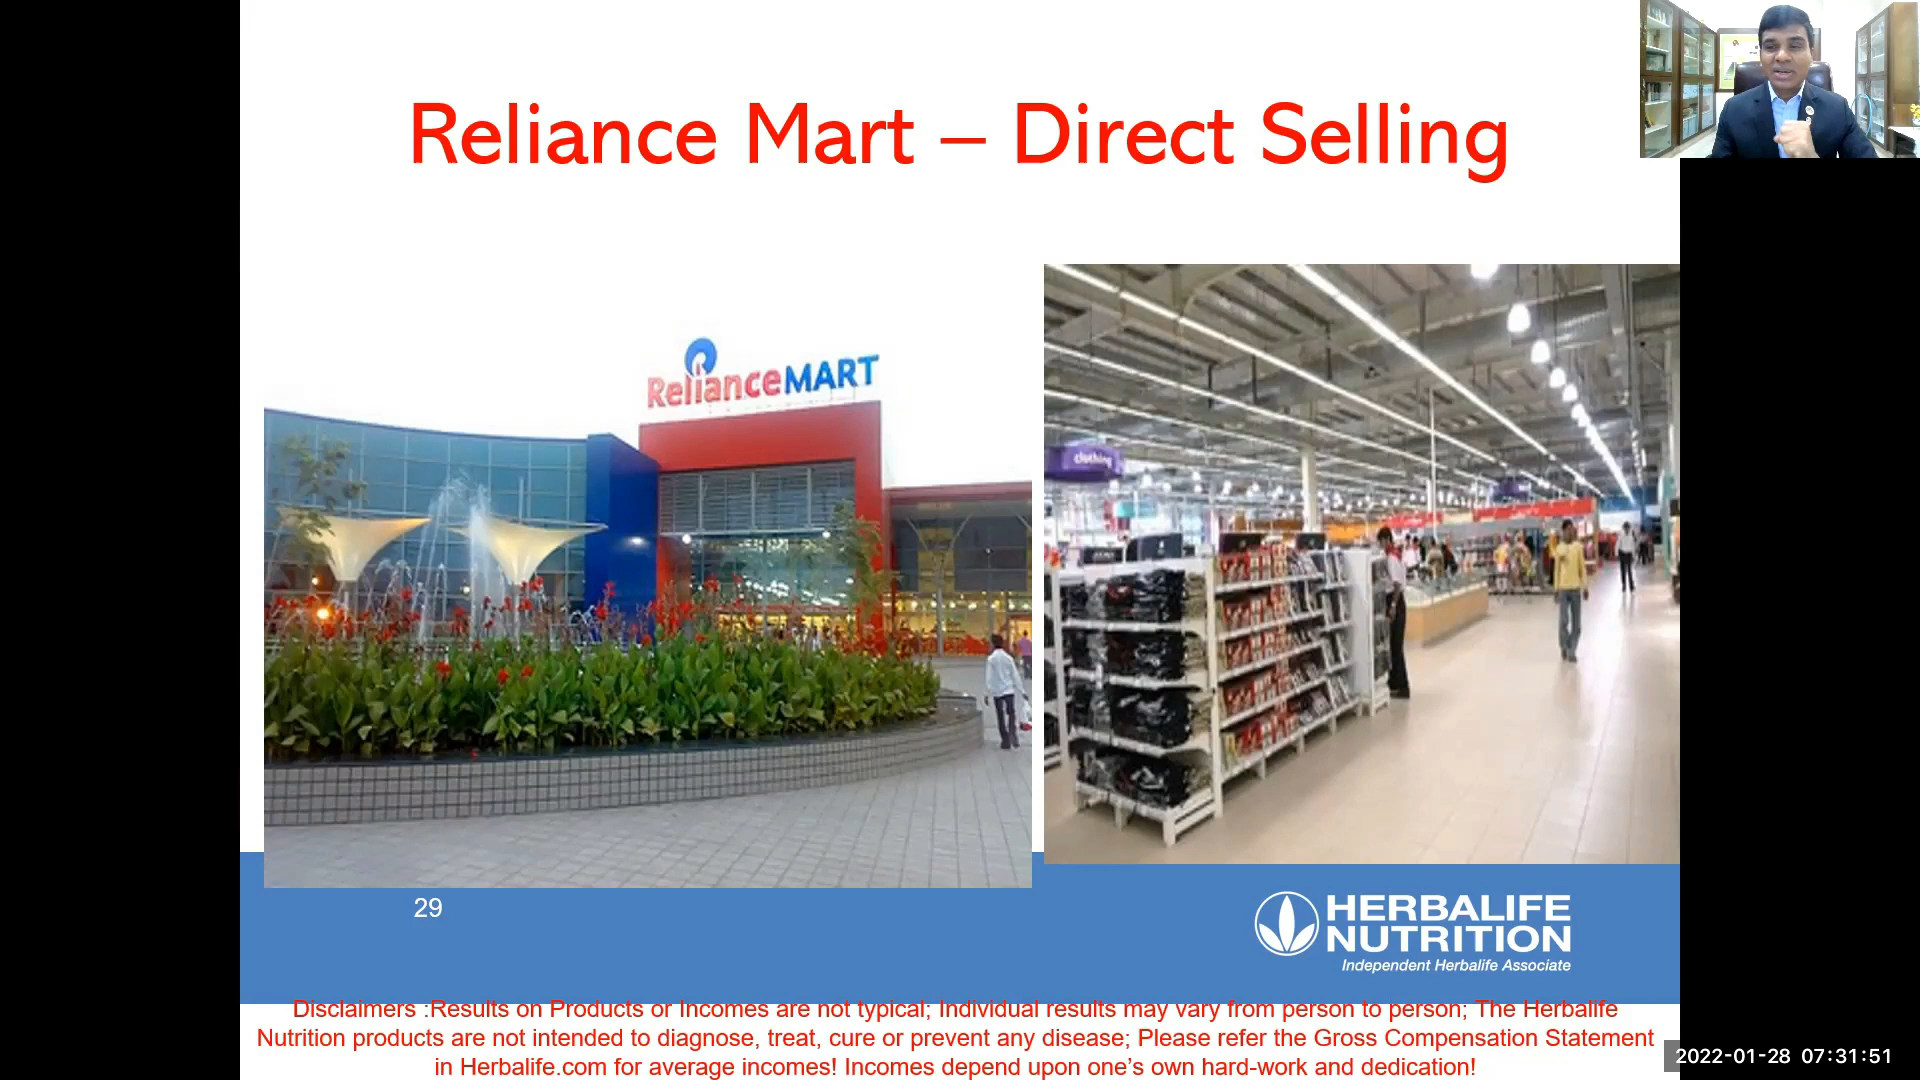 Reliance Mart – Direct Selling
RelianceMART
clothing
29
HERBALIFE
NUTRITION
Independent Herbalife Associate
Disclaimers :Results on Products or Incomes are not typical; Individual results may vary from person to person; The Herbalife
Nutrition products are not intended to diagnose, treat, cure or prevent any disease; Please refer the Gross Compensation Statement
in Herbalife.com for average incomes! Incomes depend upon one’s own hard-work and dedication!
2022-01-28 07:31:51